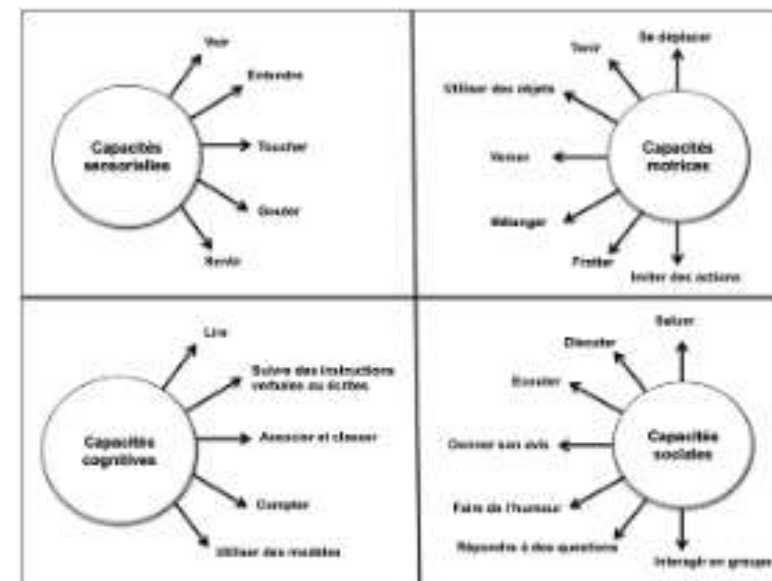 Voir
Entendre
Capacités
sensorielles
Toucher
Gouter
Sentir
Se déplacer
Tenir
Utiliser des objets
Verser
Capacités
motrices
Mélanger
Frotter
Imiter des actions
Lire
Suivre des instructions
verbales ou écrites
Capacités
cognitives
Associer et classer
Compter
Utiliser des modèles
Saluer
Discuter
Ecouter
Donner son avis
Capacités
sociales
Faire de l'humour
Répondre à des questions
Interagir en groupe